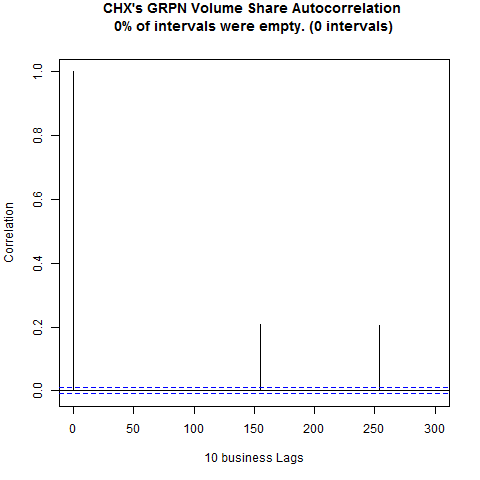 CHX's GRPN Volume Share Autocorrelation
0% of intervals were empty. (0 intervals)
Correlation
1.0
0.8
0.6
0.4
0.2
0.0
0 50 100 150 200 250 300
10 business Lags